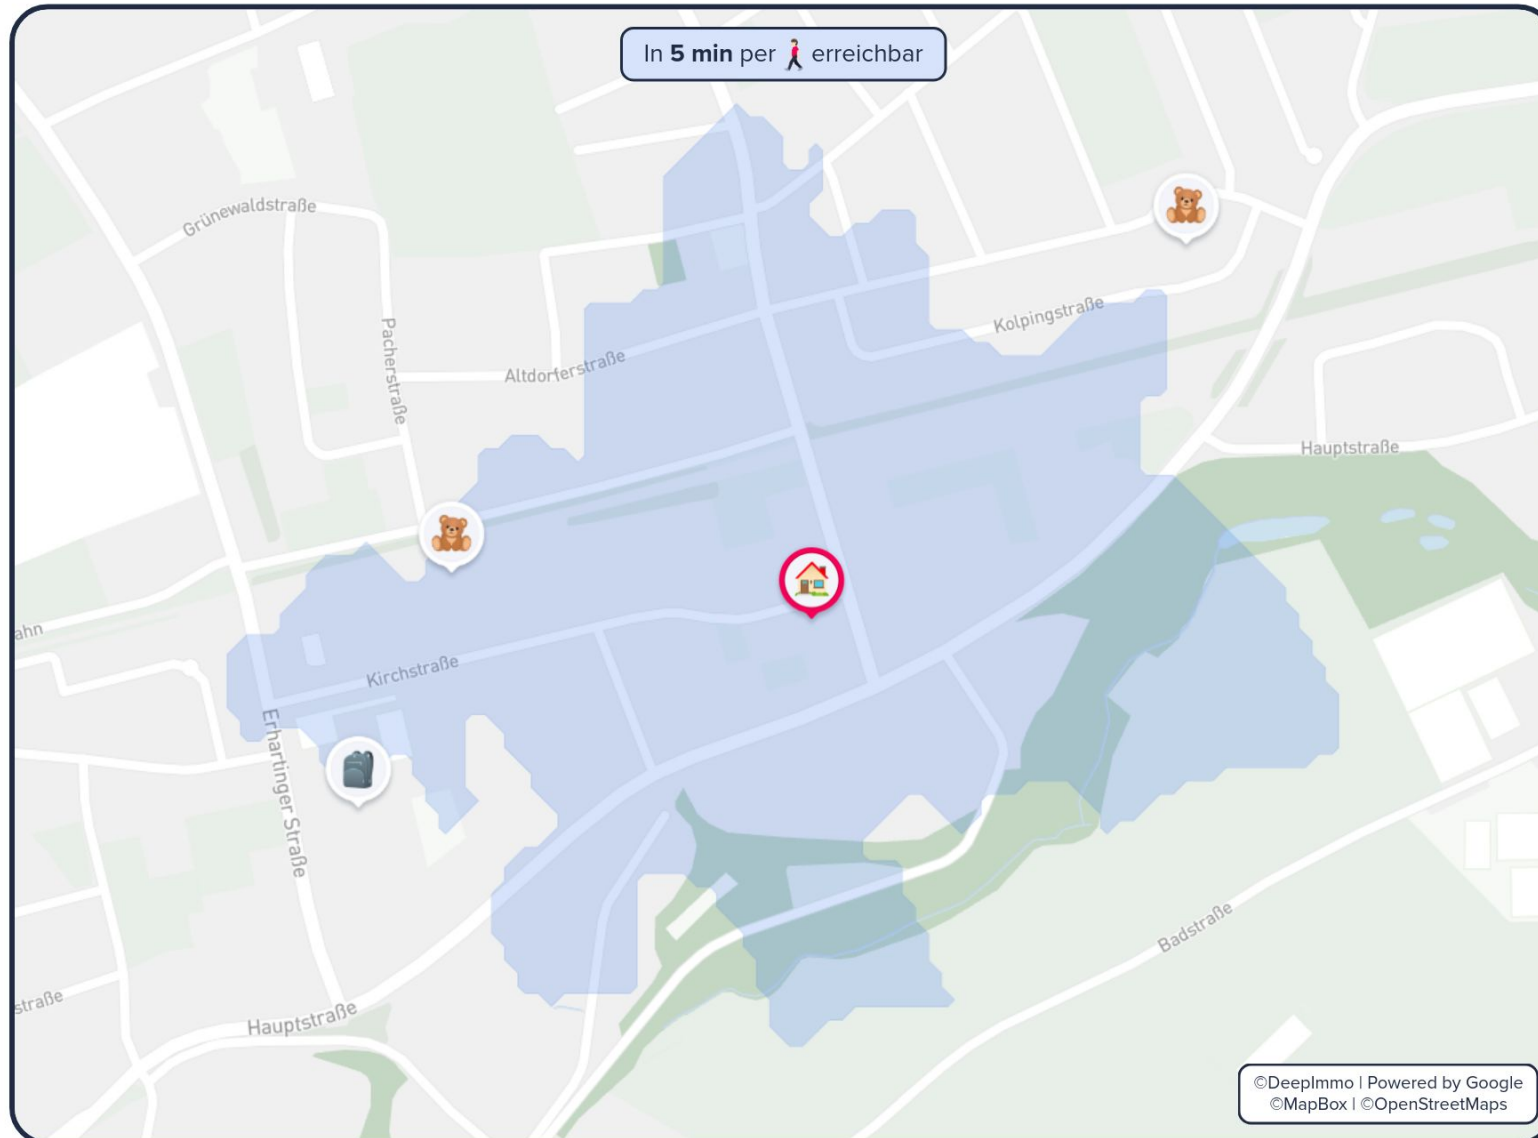 In 5 min per 🚶 erreichbar
Grünewaldstraße
Pacherstraße
Kolpingstraße
Altdorferstraße
Hauptstraße
ahn
Kirchstraße
Erhartinger Straße
Badstraße
straße
Hauptstraße
©DeepImmo | Powered by Google
©MapBox | ©OpenStreetMaps